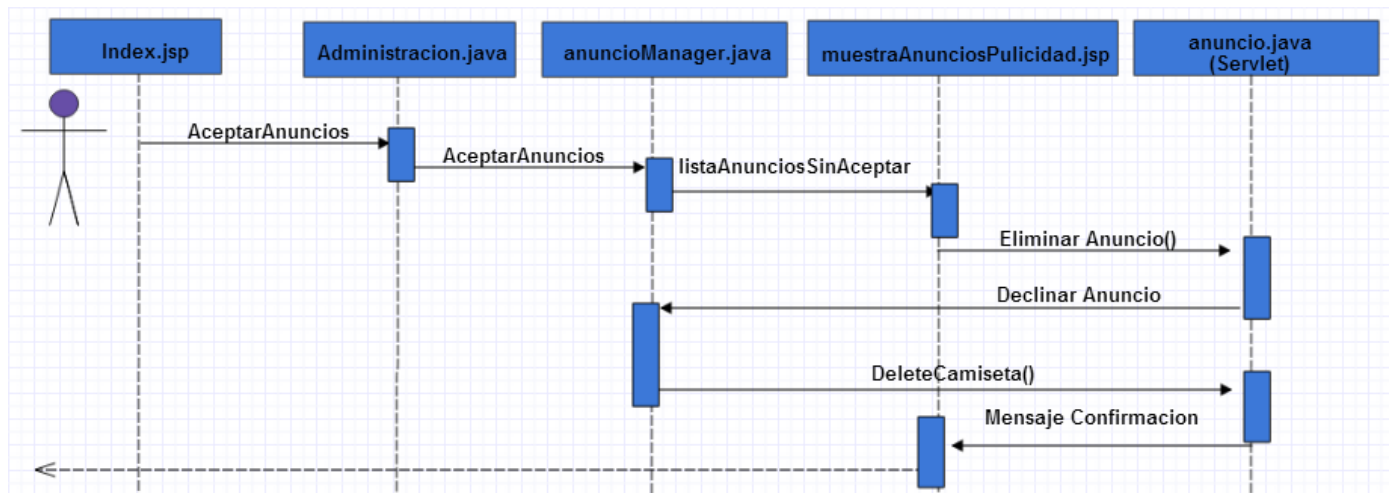 Index.jsp
Administracion.java
anuncioManager.java
muestraAnunciosPulicidad.jsp
anuncio.java
(Servlet)
AceptarAnuncios
AceptarAnuncios
listaAnunciosSinAceptar
Eliminar Anuncio()
Declinar Anuncio
DeleteCamiseta()
Mensaje Confirmacion